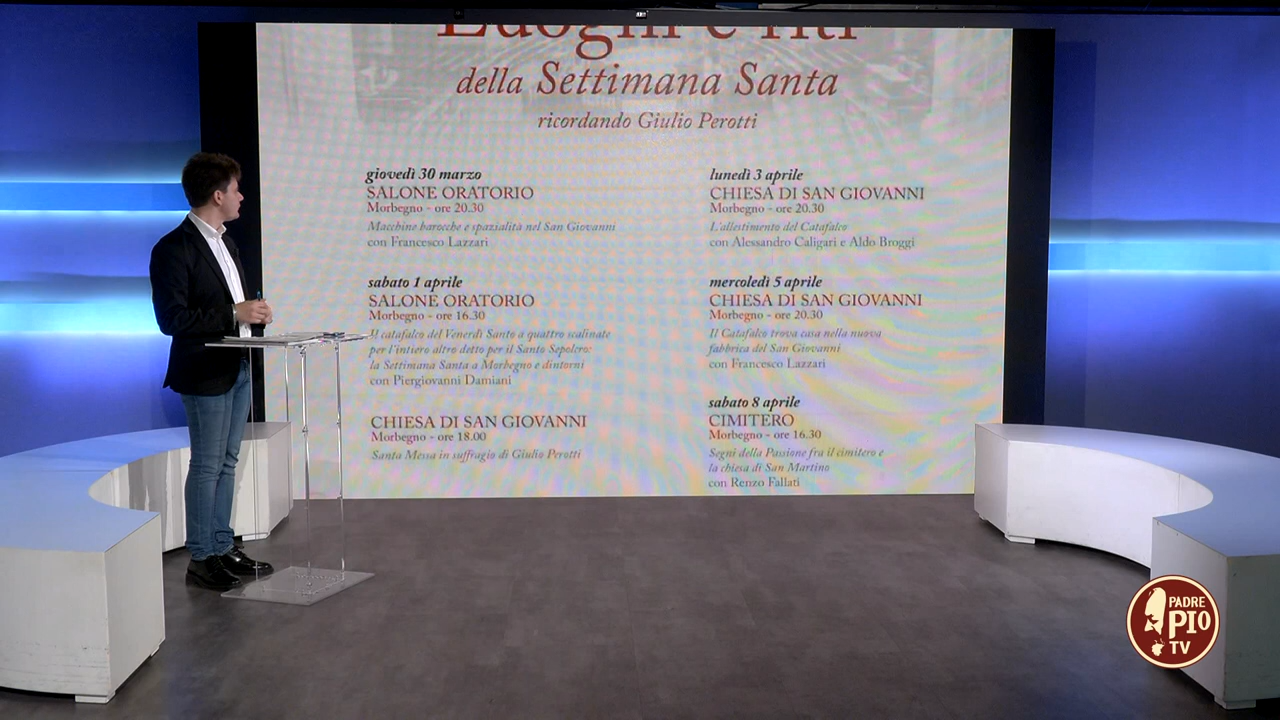 Luoghi e riti
della Settimana Santa
ricordando Giulio Perotti
giovedì 30 marzo
SALONE ORATORIO
Morbegno - ore 20.30
Macchine barocche e spazialità nel San Giovanni
con Francesco Lazzari
sabato 1 aprile
SALONE ORATORIO
Morbegno - ore 16.30
Il catafalco del Venerdì Santo a quattro scalinate
per l'intiero altro detto per il Santo Sepolcro:
la Settimana Santa a Morbegno e dintorni
con Piergiovanni Damiani
CHIESA DI SAN GIOVANNI
Morbegno - ore 18.00
Santa Messa in suffragio di Giulio Perotti
lunedì 3 aprile
CHIESA DI SAN GIOVANNI
Morbegno - ore 20.30
L'allestimento del Catafalco
con Alessandro Caligari e Aldo Broggi
mercoledì 5 aprile
CHIESA DI SAN GIOVANNI
Morbegno - ore 20.30
Il Catafalco trova casa nella nuova
fabbrica del San Giovanni
con Francesco Lazzari
sabato 8 aprile
CIMITERO
Morbegno - ore 16.30
Segni della Passione fra il cimitero e
la chiesa di San Martino
con Renzo Fallati
PADRE
PIO
TV